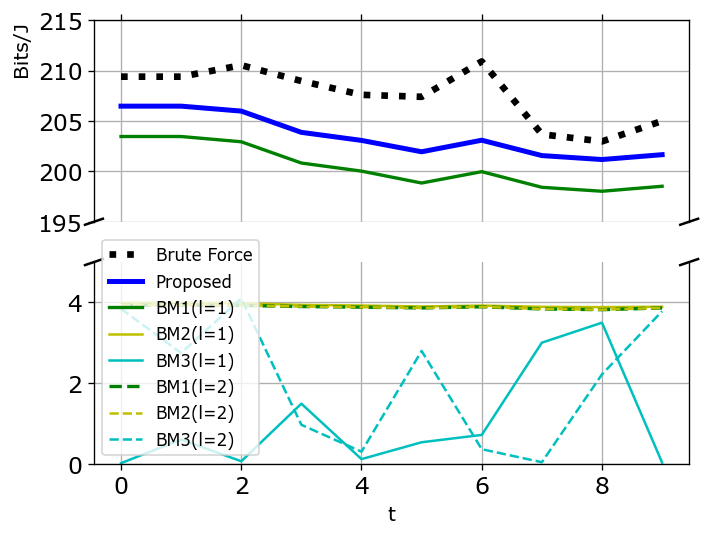 Bits/J
215
210
205
200
195
Brute Force
Proposed
BM1(l=1)
BM2(l=1)
BM3(l=1)
BM1(l=2)
BM2(l=2)
BM3(l=2)
4
2
0
0 2 4 6 8
t